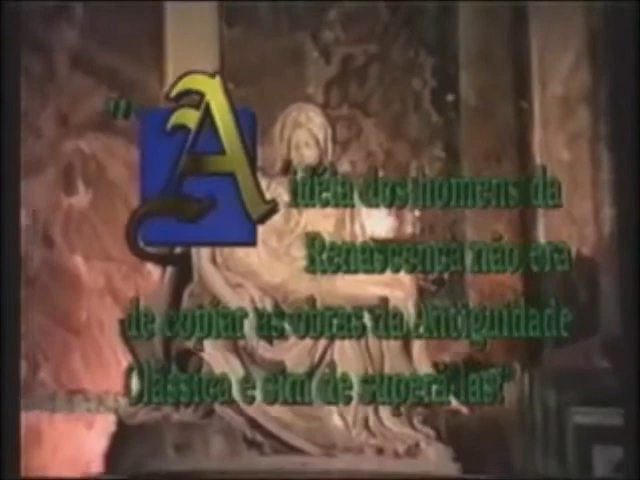 "A idéia dos homens da
Renascença não era
de copiar as obras da Antiguidade
Clássica e sim de superá-las."